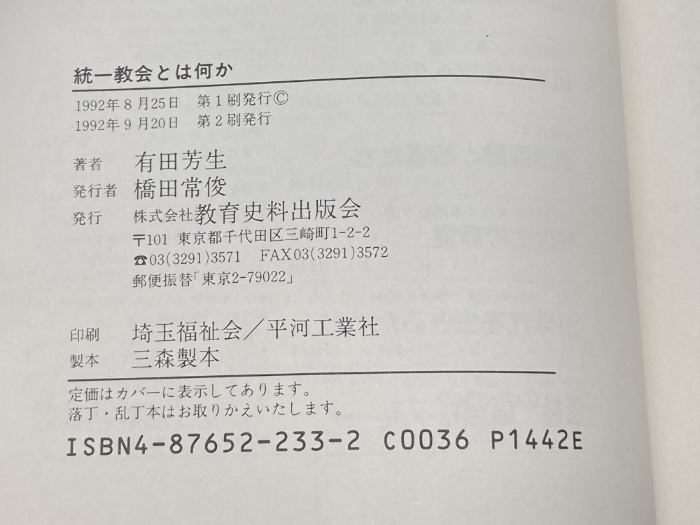 統一教会とは何か
1992年8月25日 第1刷発行©
1992年9月20日 第2刷発行
著者 有田芳生
発行者 橋田常俊
発行 株式会社教育史料出版会
〒101 東京都千代田区三崎町1-2-2
☎03(3291)3571 FAX03(3291)3572
郵便振替「東京2-79022」
印刷 埼玉福祉会/平河工業社
製本 三森製本
定価はカバーに表示してあります。
落丁・乱丁本はお取りかえいたします。
ISBN4-87652-233-2 C0036 P1442E